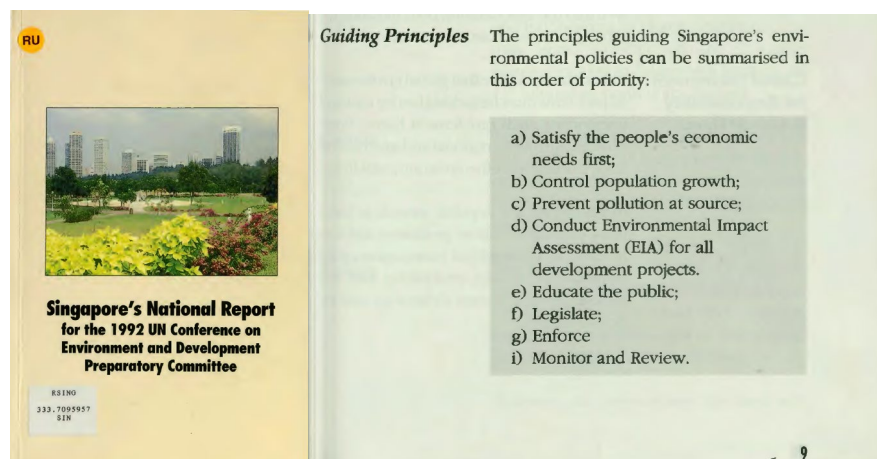 RU
Singapore's National Report
for the 1992 UN Conference on
Environment and Development
Preparatory Committee
RSING
333.7095957
SIN
Guiding Principles
The principles guiding Singapore's envi-
ronmental policies can be summarised in
this order of priority:
a) Satisfy the people's economic
needs first;
b) Control population growth;
c) Prevent pollution at source;
d) Conduct Environmental Impact
Assessment (EIA) for all
development projects.
e) Educate the public;
f) Legislate;
g) Enforce
i) Monitor and Review.
9